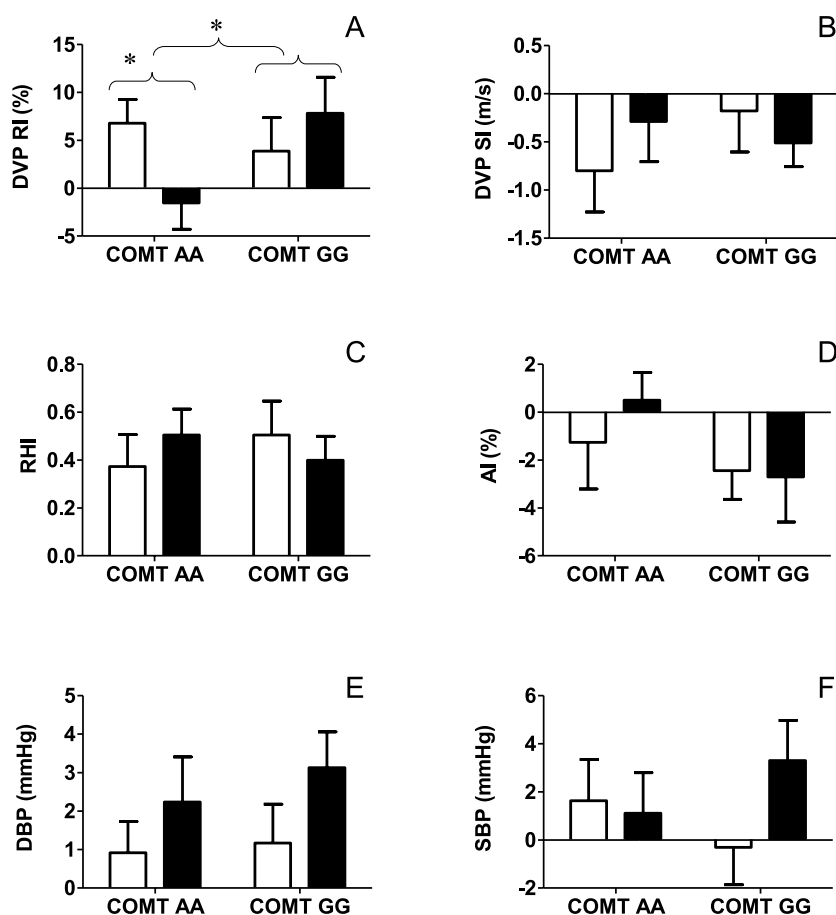 A
*
*
DVP RI (%)
15
10
5
0
-5
COMT AA
COMT GG
B
DVP SI (m/s)
0.5
0.0
-0.5
-1.0
-1.5
COMT AA
COMT GG
C
RHI
0.8
0.6
0.4
0.2
0.0
COMT AA
COMT GG
D
AI (%)
2
0
-2
-4
-6
COMT AA
COMT GG
E
DBP (mmHg)
5
4
3
2
1
0
COMT AA
COMT GG
F
SBP (mmHg)
6
4
2
0
-2
COMT AA
COMT GG